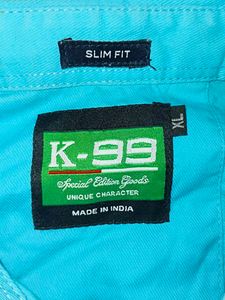 SLIM FIT
XL
K-99
Special Edition Goods
UNIQUE CHARACTER
MADE IN INDIA